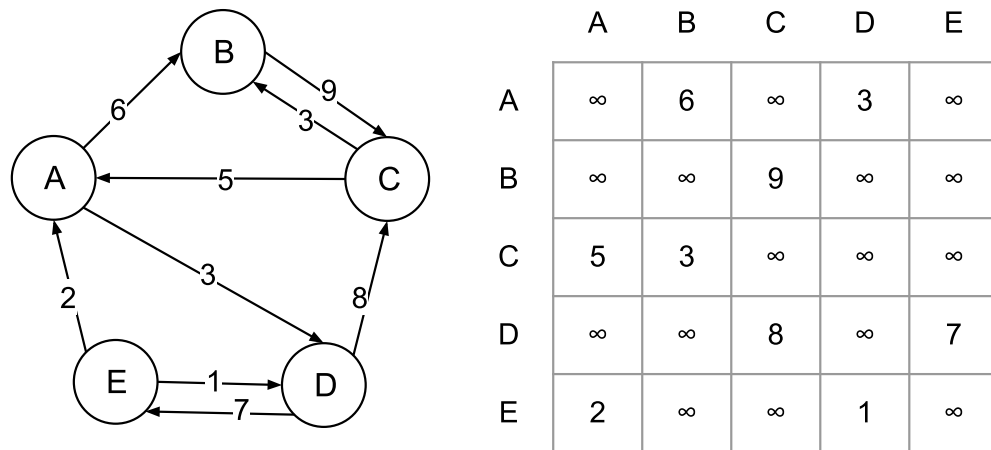 B
9
6
3
A
5
C
3
2
8
E
1
D
7
A B C D E
A ∞ 6 ∞ 3 ∞
B ∞ ∞ 9 ∞ ∞
C 5 3 ∞ ∞ ∞
D ∞ ∞ 8 ∞ 7
E 2 ∞ ∞ 1 ∞